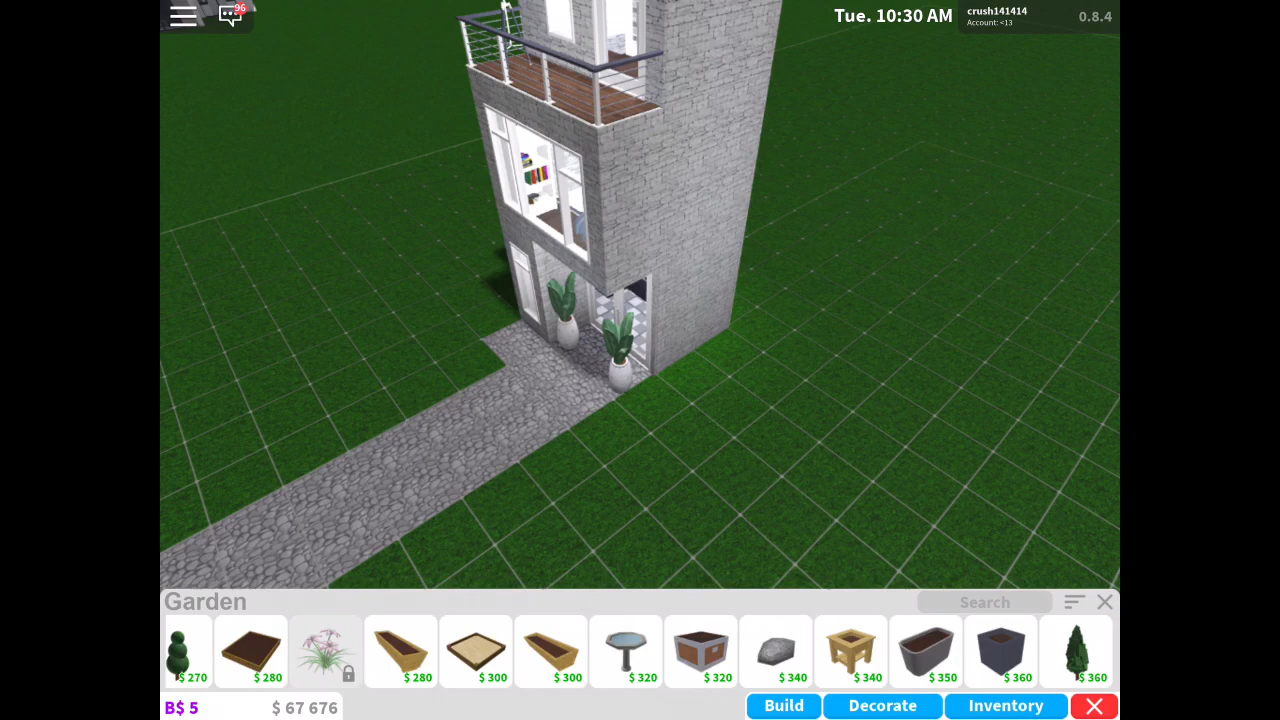 96
Tue. 10:30 AM
crush141414
Account: <13
0.8.4
Garden
Search
$ 270
$ 280
$ 280
$ 300
$ 300
$ 320
$ 320
$ 340
$ 340
$ 350
$ 360
$ 360
B$ 5
$ 67 676
Build
Decorate
Inventory